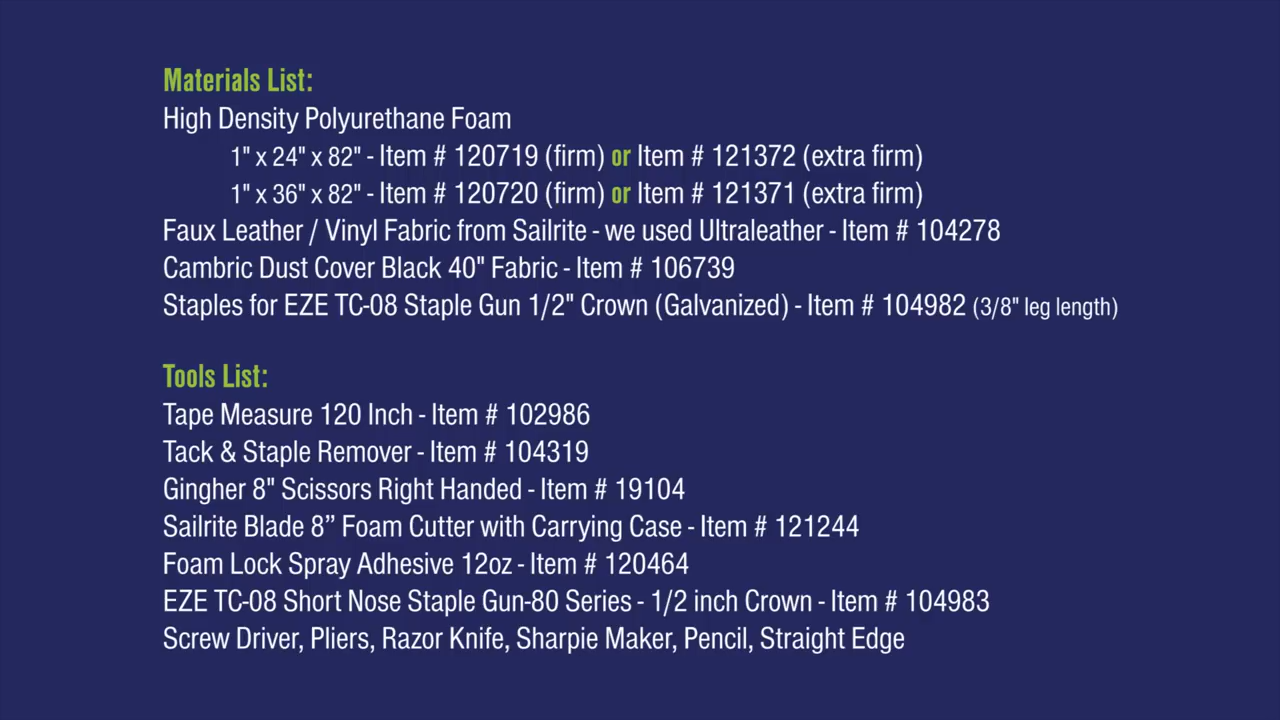 Materials List:
High Density Polyurethane Foam
1" x 24" x 82" - Item # 120719 (firm) or Item # 121372 (extra firm)
1" x 36" x 82" - Item # 120720 (firm) or Item # 121371 (extra firm)
Faux Leather / Vinyl Fabric from Sailrite - we used Ultraleather - Item # 104278
Cambric Dust Cover Black 40" Fabric - Item # 106739
Staples for EZE TC-08 Staple Gun 1/2" Crown (Galvanized) - Item # 104982 (3/8" leg length)
Tools List:
Tape Measure 120 Inch - Item # 102986
Tack & Staple Remover - Item # 104319
Gingher 8" Scissors Right Handed - Item # 19104
Sailrite Blade 8” Foam Cutter with Carrying Case - Item # 121244
Foam Lock Spray Adhesive 12oz - Item # 120464
EZE TC-08 Short Nose Staple Gun-80 Series - 1/2 inch Crown - Item # 104983
Screw Driver, Pliers, Razor Knife, Sharpie Maker, Pencil, Straight Edge